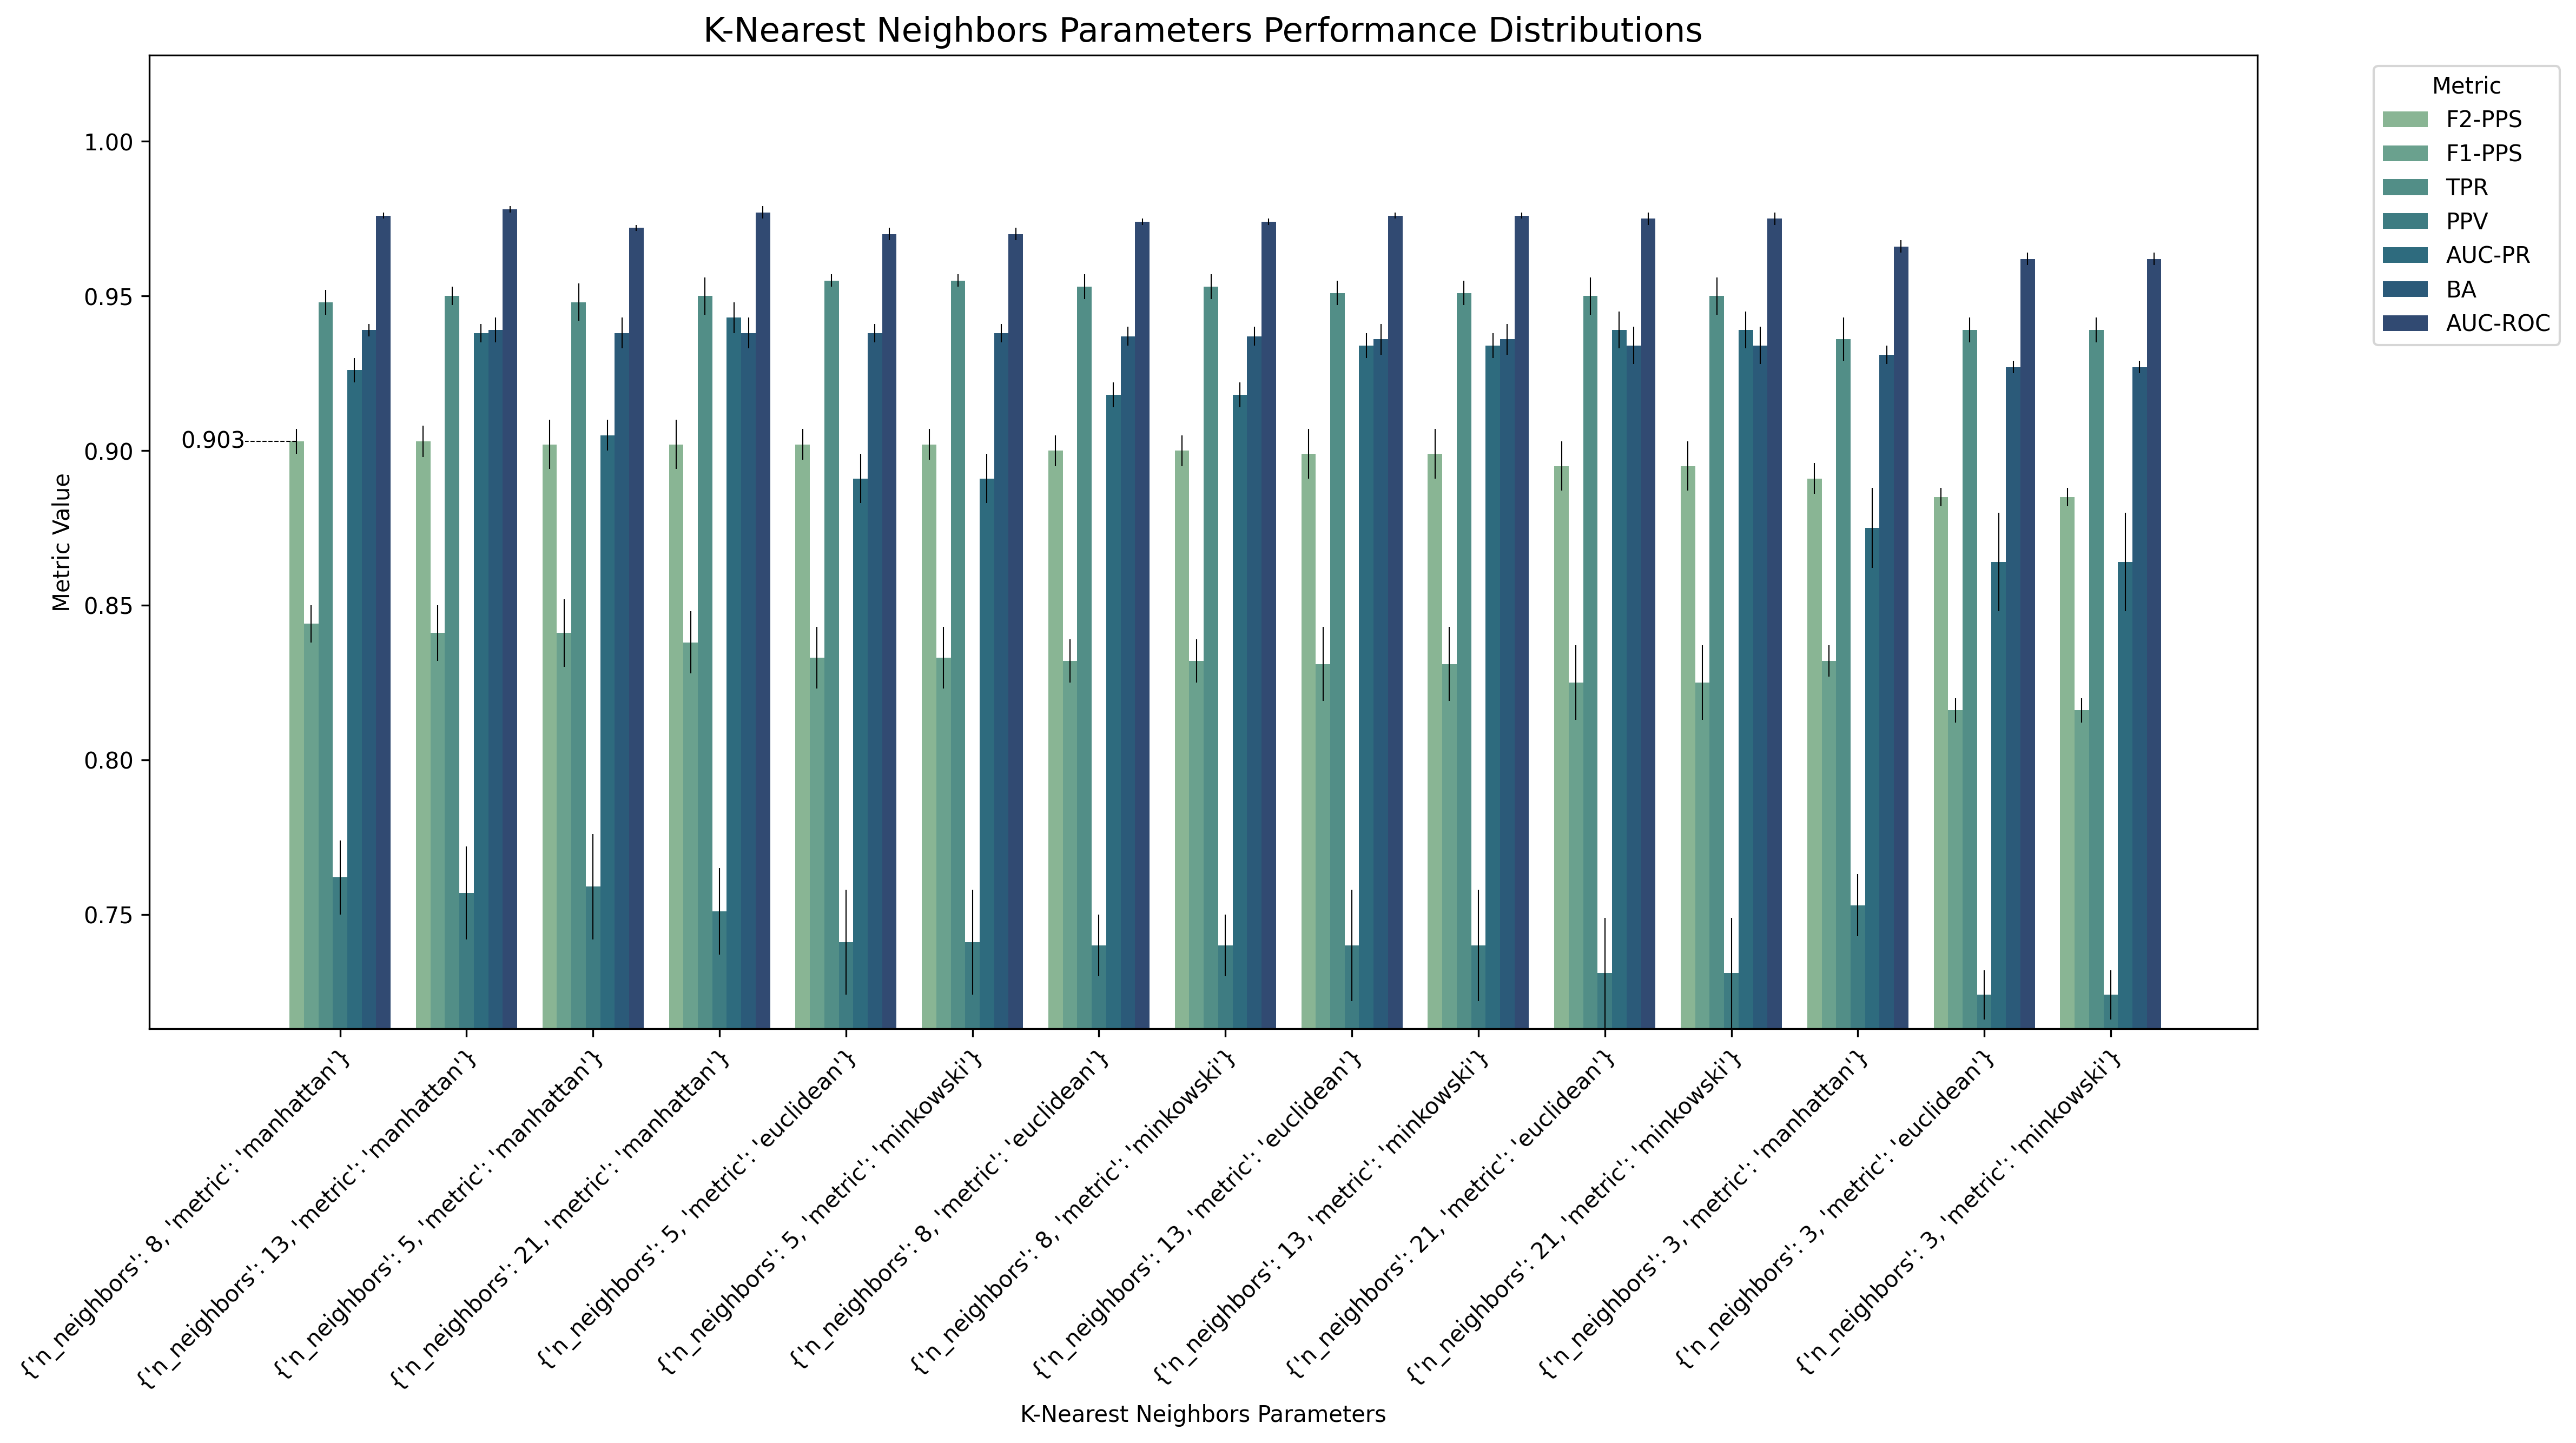 K-Nearest Neighbors Parameters Performance Distributions
Metric
F2-PPS
F1-PPS
TPR
PPV
AUC-PR
BA
AUC-ROC
Metric Value
1.00
0.95
0.90
0.85
0.80
0.75
0.903
{'n_neighbors': 8, 'metric': 'manhattan'}
{'n_neighbors': 13, 'metric': 'manhattan'}
{'n_neighbors': 5, 'metric': 'manhattan'}
{'n_neighbors': 21, 'metric': 'manhattan'}
{'n_neighbors': 5, 'metric': 'euclidean'}
{'n_neighbors': 5, 'metric': 'minkowski'}
{'n_neighbors': 8, 'metric': 'euclidean'}
{'n_neighbors': 8, 'metric': 'minkowski'}
{'n_neighbors': 13, 'metric': 'euclidean'}
{'n_neighbors': 13, 'metric': 'minkowski'}
{'n_neighbors': 21, 'metric': 'euclidean'}
{'n_neighbors': 21, 'metric': 'minkowski'}
{'n_neighbors': 3, 'metric': 'manhattan'}
{'n_neighbors': 3, 'metric': 'euclidean'}
{'n_neighbors': 3, 'metric': 'minkowski'}
K-Nearest Neighbors Parameters